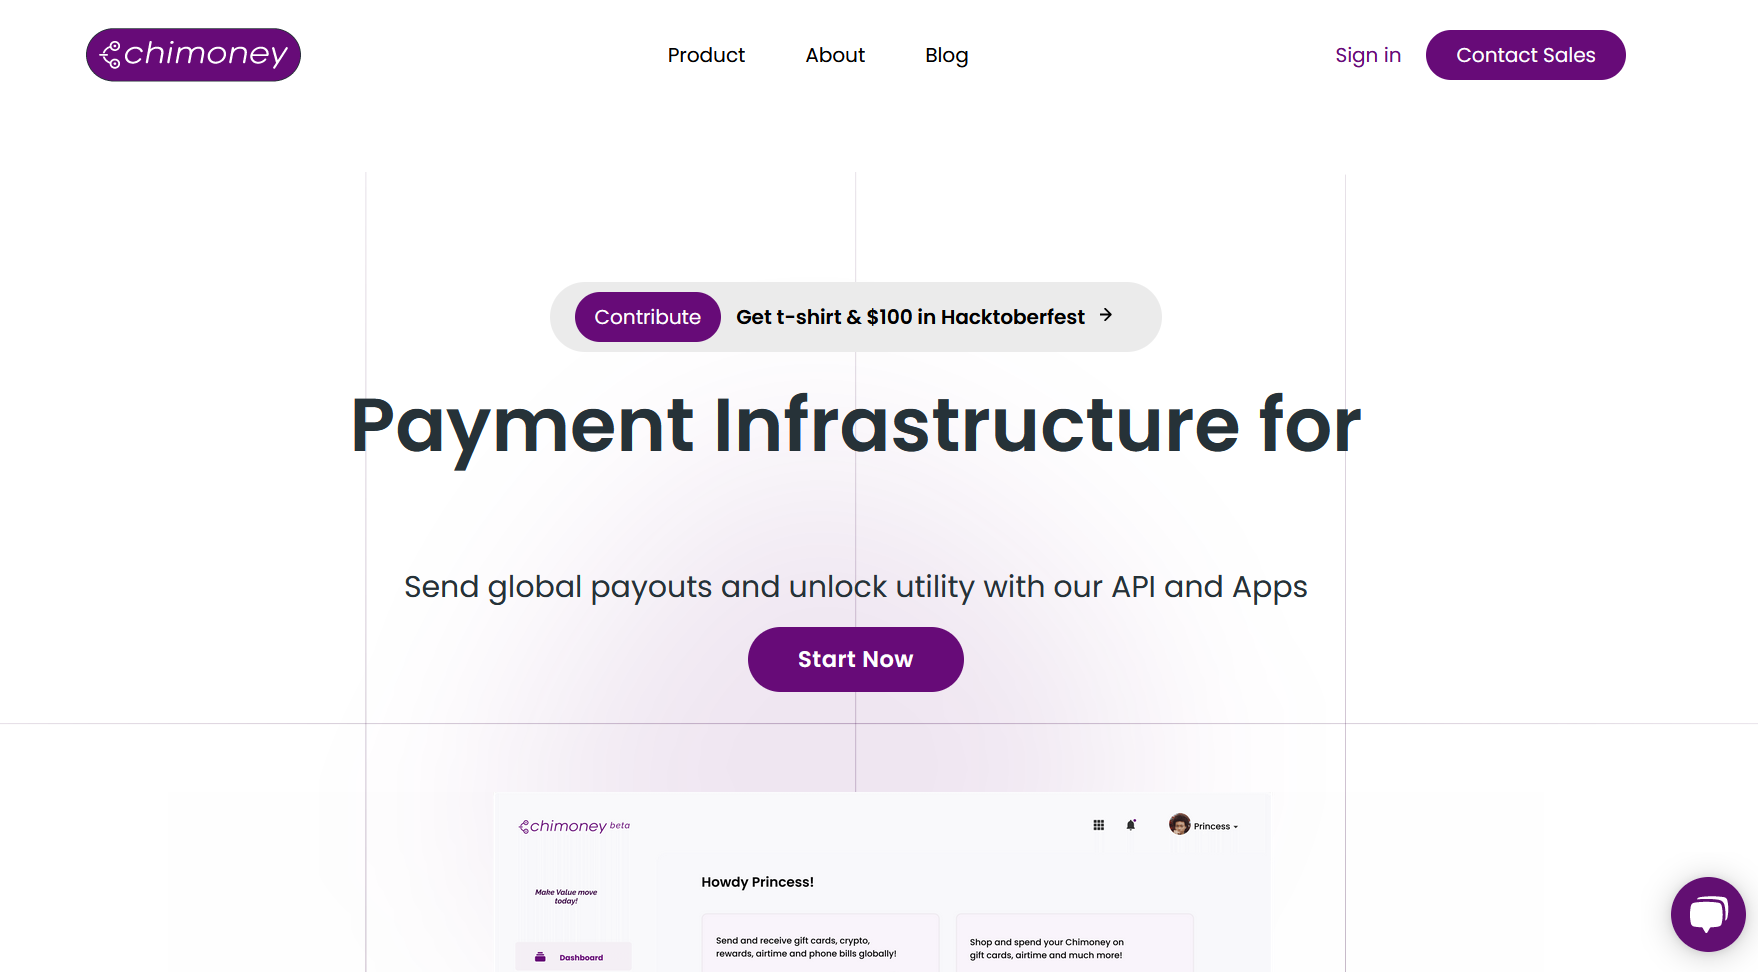 chimoney
Product
About
Blog
Sign in
Contact Sales
Contribute
Get t-shirt & $100 in Hacktoberfest
Payment Infrastructure for
Send global payouts and unlock utility with our API and Apps
Start Now
chimoney beta
Princess
Make Value move
today!
Howdy Princess!
Send and receive gift cards, crypto,
rewards, airtime and phone bills globally!
Shop and spend your Chimoney on
gift cards, airtime and much more!
Dashboard